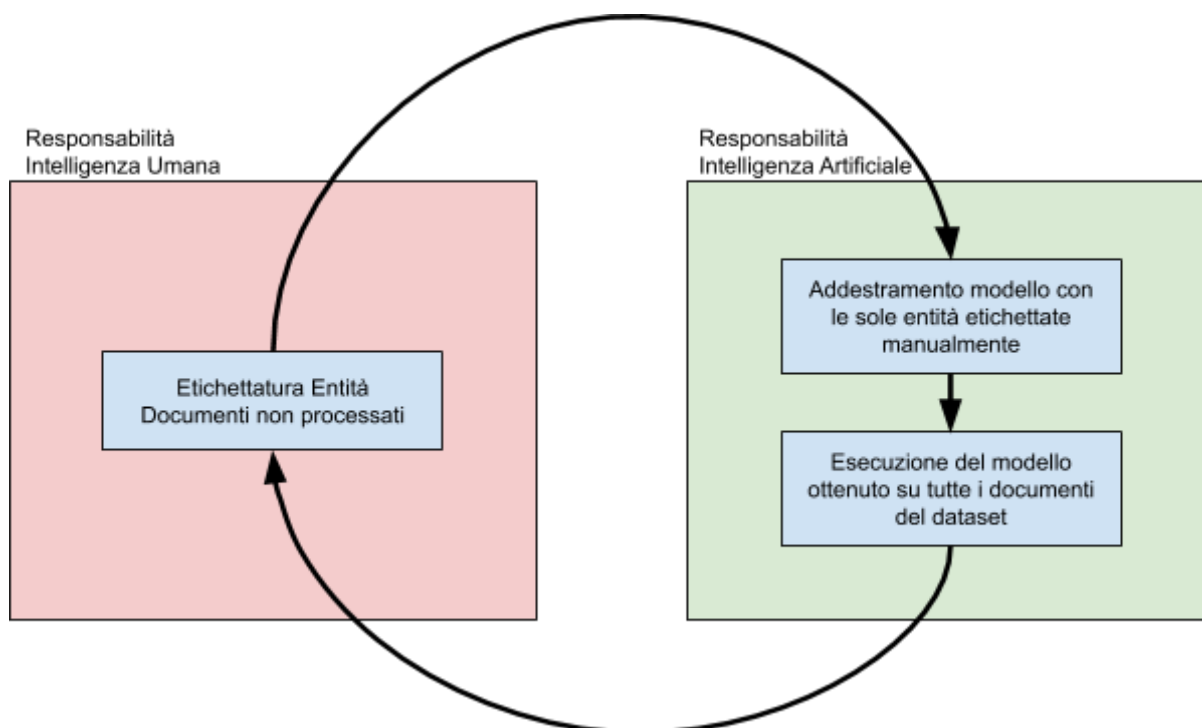 Responsabilità
Intelligenza Umana
Responsabilità
Intelligenza Artificiale
Etichettatura Entità
Documenti non processati
Addestramento modello con
le sole entità etichettate
manualmente
Esecuzione del modello
ottenuto su tutte i documenti
del dataset